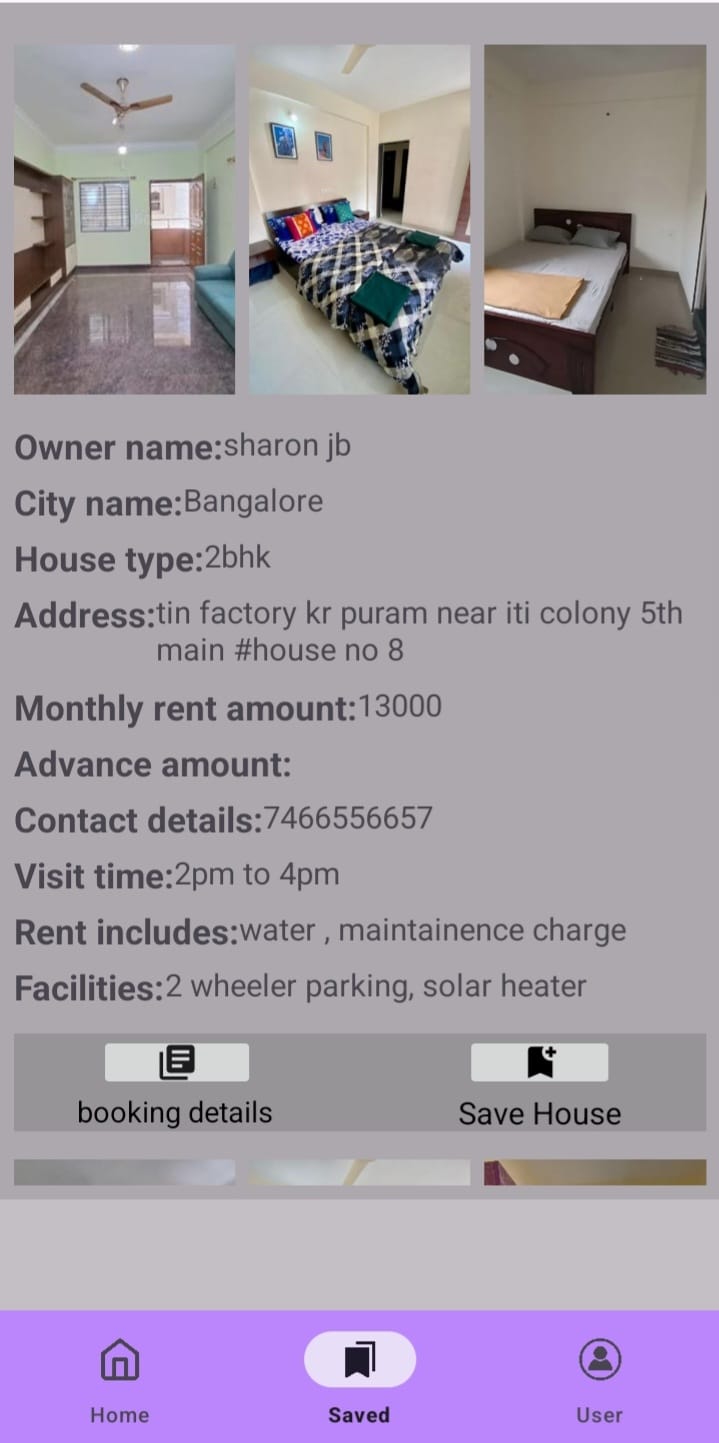 Owner name:sharon jb
City name:Bangalore
House type:2bhk
Address:tin factory kr puram near iti colony 5th
main #house no 8
Monthly rent amount:13000
Advance amount:
Contact details:7466556657
Visit time:2pm to 4pm
Rent includes:water , maintainence charge
Facilities:2 wheeler parking, solar heater
booking details Save House
Home Saved User